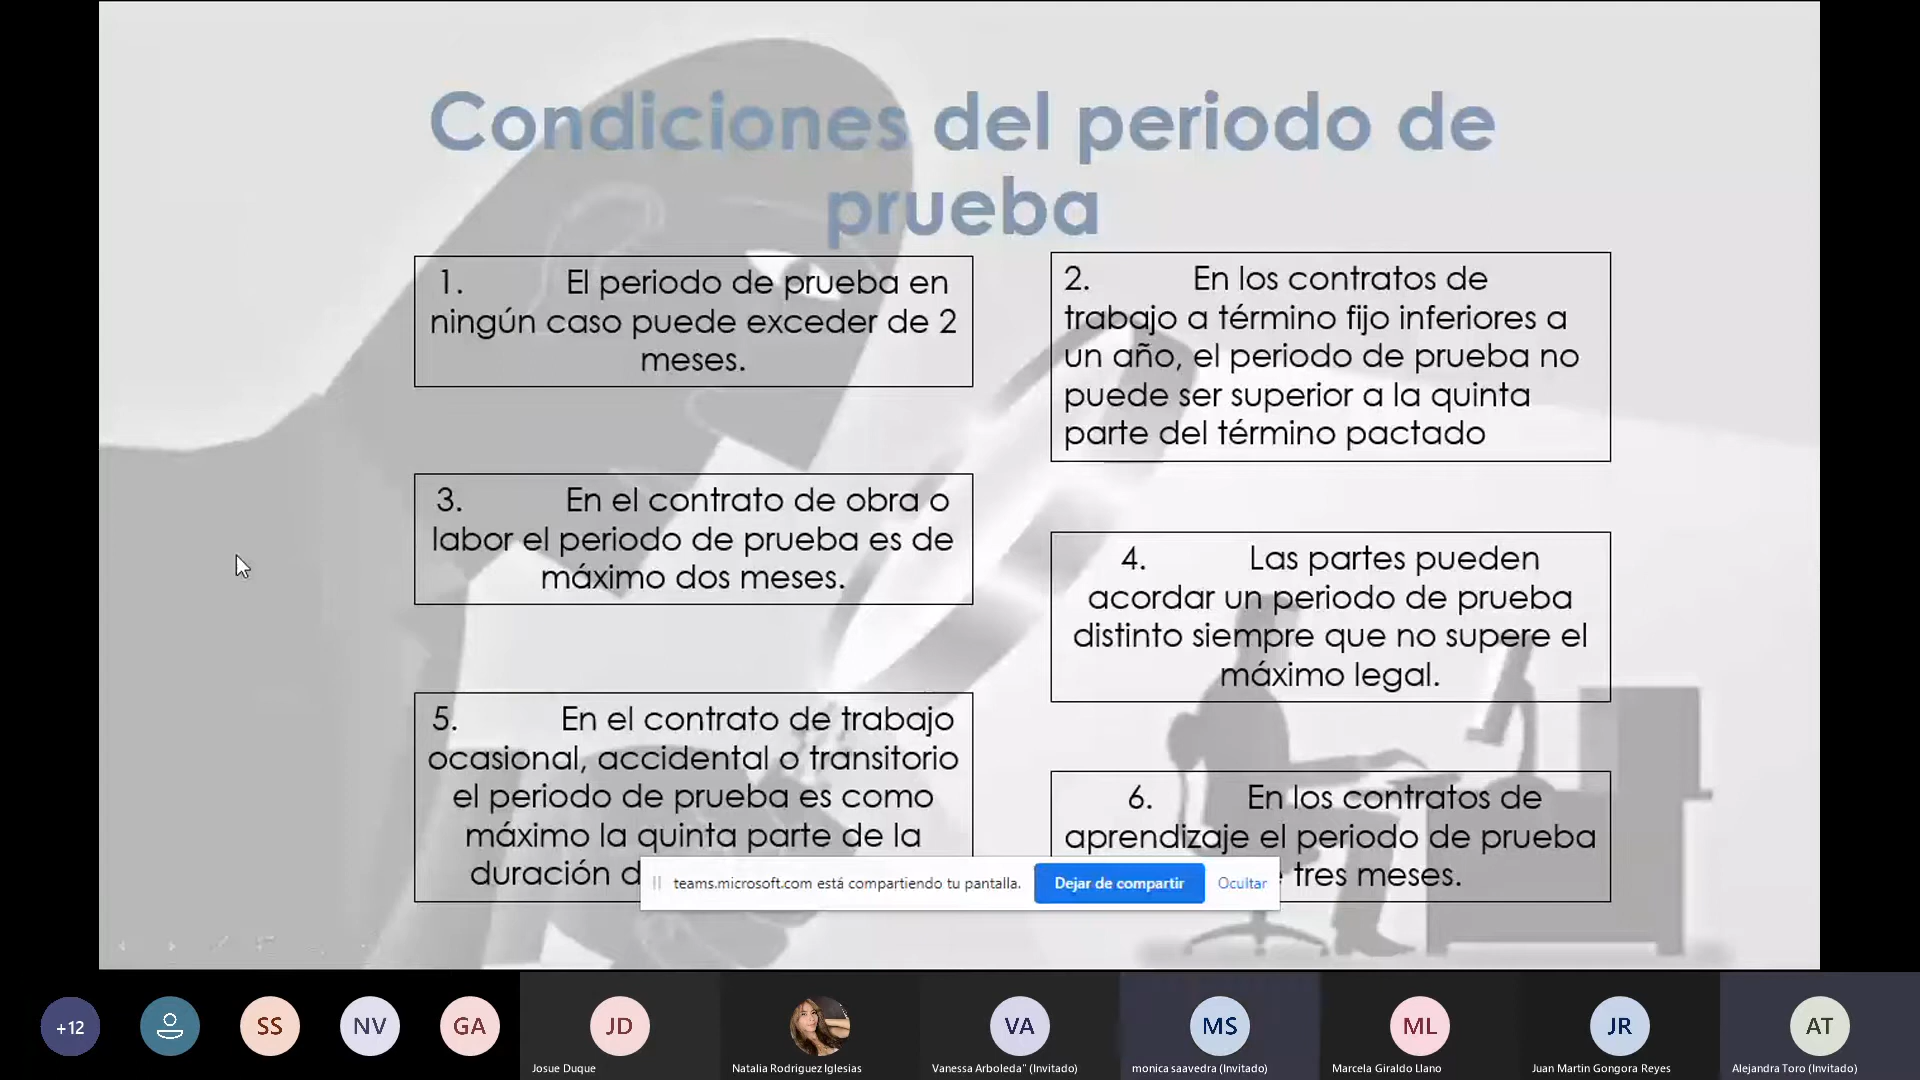 Condiciones del periodo de
prueba
1. El periodo de prueba en
ningún caso puede exceder de 2
meses.
2. En los contratos de
trabajo a término fijo inferiores a
un año, el periodo de prueba no
puede ser superior a la quinta
parte del término pactado
3. En el contrato de obra o
labor el periodo de prueba es de
máximo dos meses.
4. Las partes pueden
acordar un periodo de prueba
distinto siempre que no supere el
máximo legal.
5. En el contrato de trabajo
ocasional, accidental o transitorio
el periodo de prueba es como
máximo la quinta parte de la
duración
6. En los contratos de
aprendizaje el periodo de prueba
tres meses.
teams.microsoft.com está compartiendo tu pantalla.
Dejar de compartir
Ocultar
+12
SS
NV
GA
JD
VA
MS
ML
JR
AT
Josue Duque
Natalia Rodriguez Iglesias
Vanessa Arboleda" (Invitado)
monica saavedra (Invitado)
Marcela Giraldo Llano
Juan Martin Gongora Reyes
Alejandra Toro (Invitado)